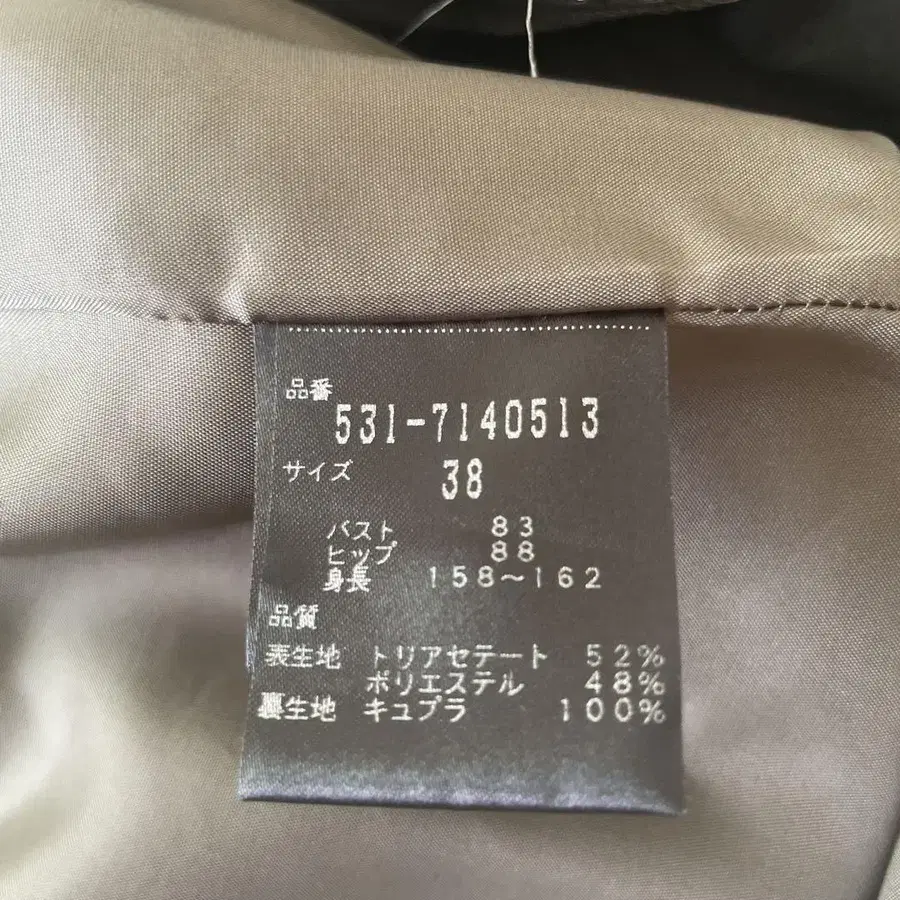 品番
531-7140513
サイズ 38
バスト 83
ヒップ 88
身長 158～162
品質
表生地 トリアセテート 52%
ポリエステル 48%
裏生地 キュプラ 100%